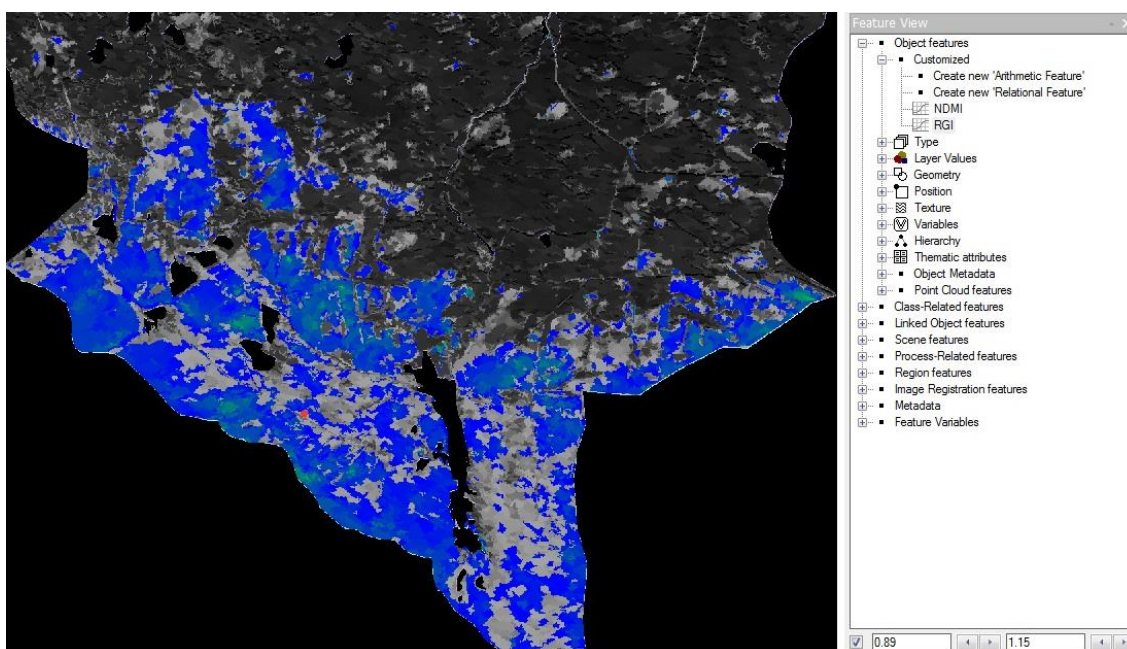 Feature View
Object features
Customized
Create new 'Arithmetic Feature'
Create new 'Relational Feature'
NDMI
RGI
Type
Layer Values
Geometry
Position
Texture
Variables
Hierarchy
Thematic attributes
Object Metadata
Point Cloud features
Class-Related features
Linked Object features
Scene features
Process-Related features
Region features
Image Registration features
Metadata
Feature Variables
0.89 1.15